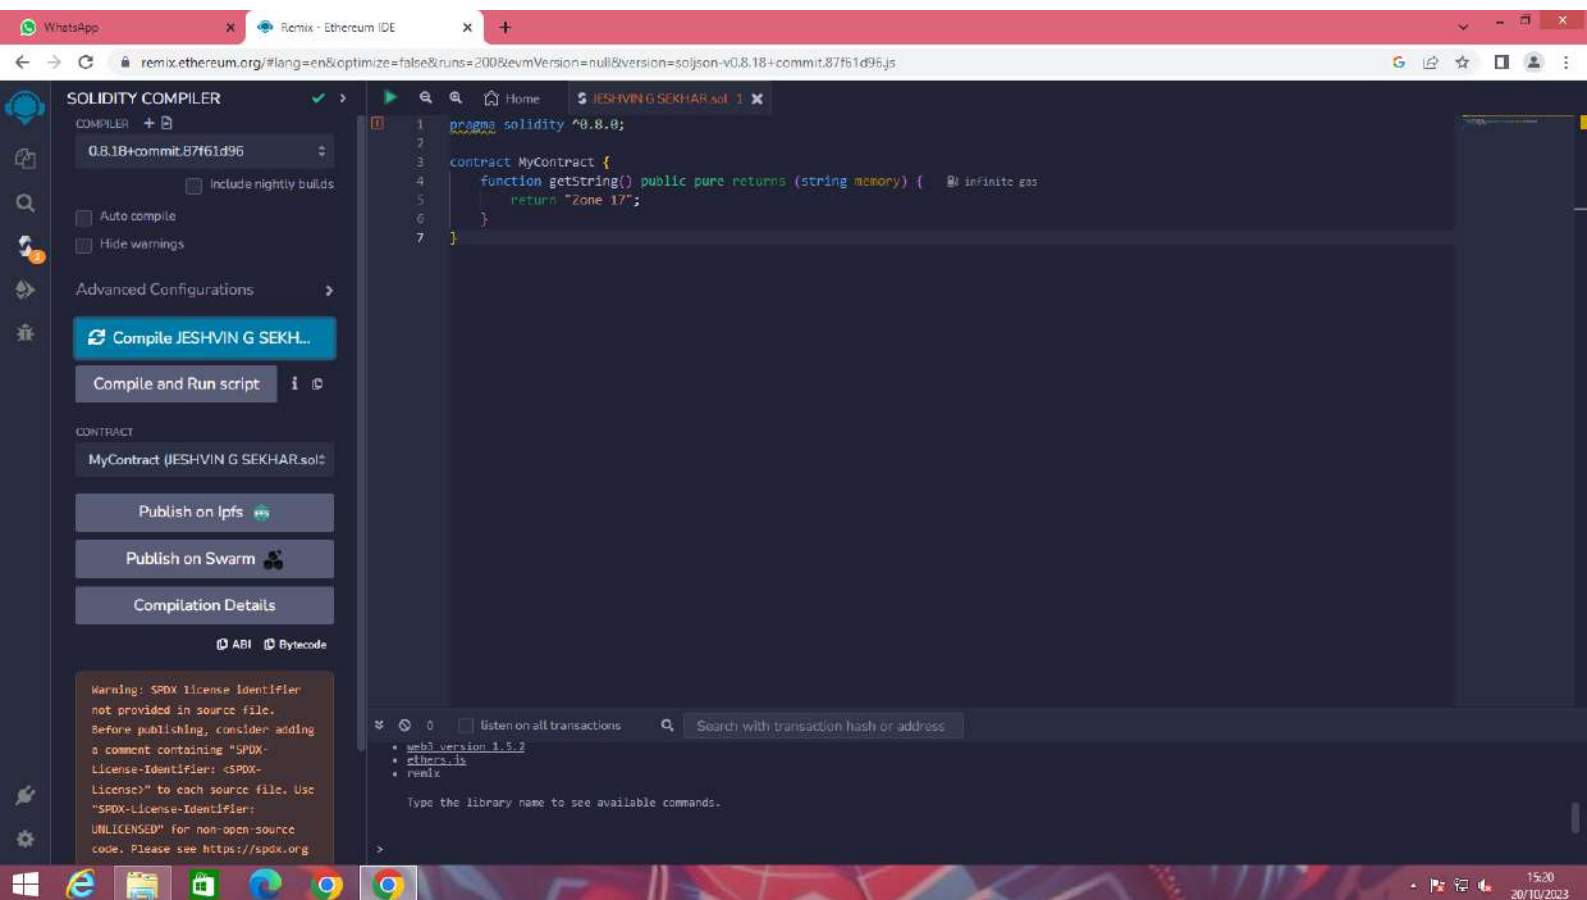 WhatsApp
Remix - Ethereum IDE
remix.ethereum.org/#lang=en&optimize=false&runs=200&evmVersion=null&version=soljson-v0.8.18+commit.87f61d96.js
SOLIDITY COMPILER
COMPILER
0.8.18+commit.87f61d96
Include nightly builds
Auto compile
Hide warnings
Advanced Configurations
Compile JESHVIN G SEKH...
Compile and Run script
CONTRACT
MyContract (JESHVIN G SEKHAR.sol
Publish on Ipfs
Publish on Swarm
Compilation Details
ABI Bytecode
Warning: SPDX license identifier
not provided in source file.
Before publishing, consider adding
a comment containing "SPDX-
License-Identifier: <SPDX-
License>" to each source file. Use
"SPDX-License-Identifier:
UNLICENSED" for non-open-source
code. Please see https://spdx.org
Home
JESHVIN G SEKHAR.sol 1
1 pragma solidity ^0.8.0;
2
3 contract MyContract {
4 function getString() public pure returns (string memory) { infinite gas
5 return "Zone 17";
6 }
7 }
0 listen on all transactions
Search with transaction hash or address
web3 version 1.5.2
ethers.js
remix
Type the library name to see available commands.
>
15:20
20/10/2023